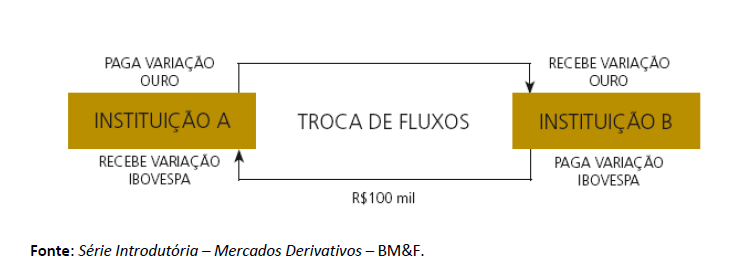 PAGA VARIAÇÃO
OURO
RECEBE VARIAÇÃO
OURO
INSTITUIÇÃO A
TROCA DE FLUXOS
INSTITUIÇÃO B
RECEBE VARIAÇÃO
IBOVESPA
PAGA VARIAÇÃO
IBOVESPA
R$100 mil
Fonte: Série Introdutória – Mercados Derivativos – BM&F.